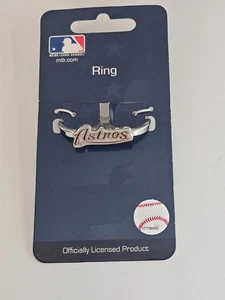 MAJOR LEAGUE BASEBALL
mlb.com
Ring
Astros
Officially Licensed Product